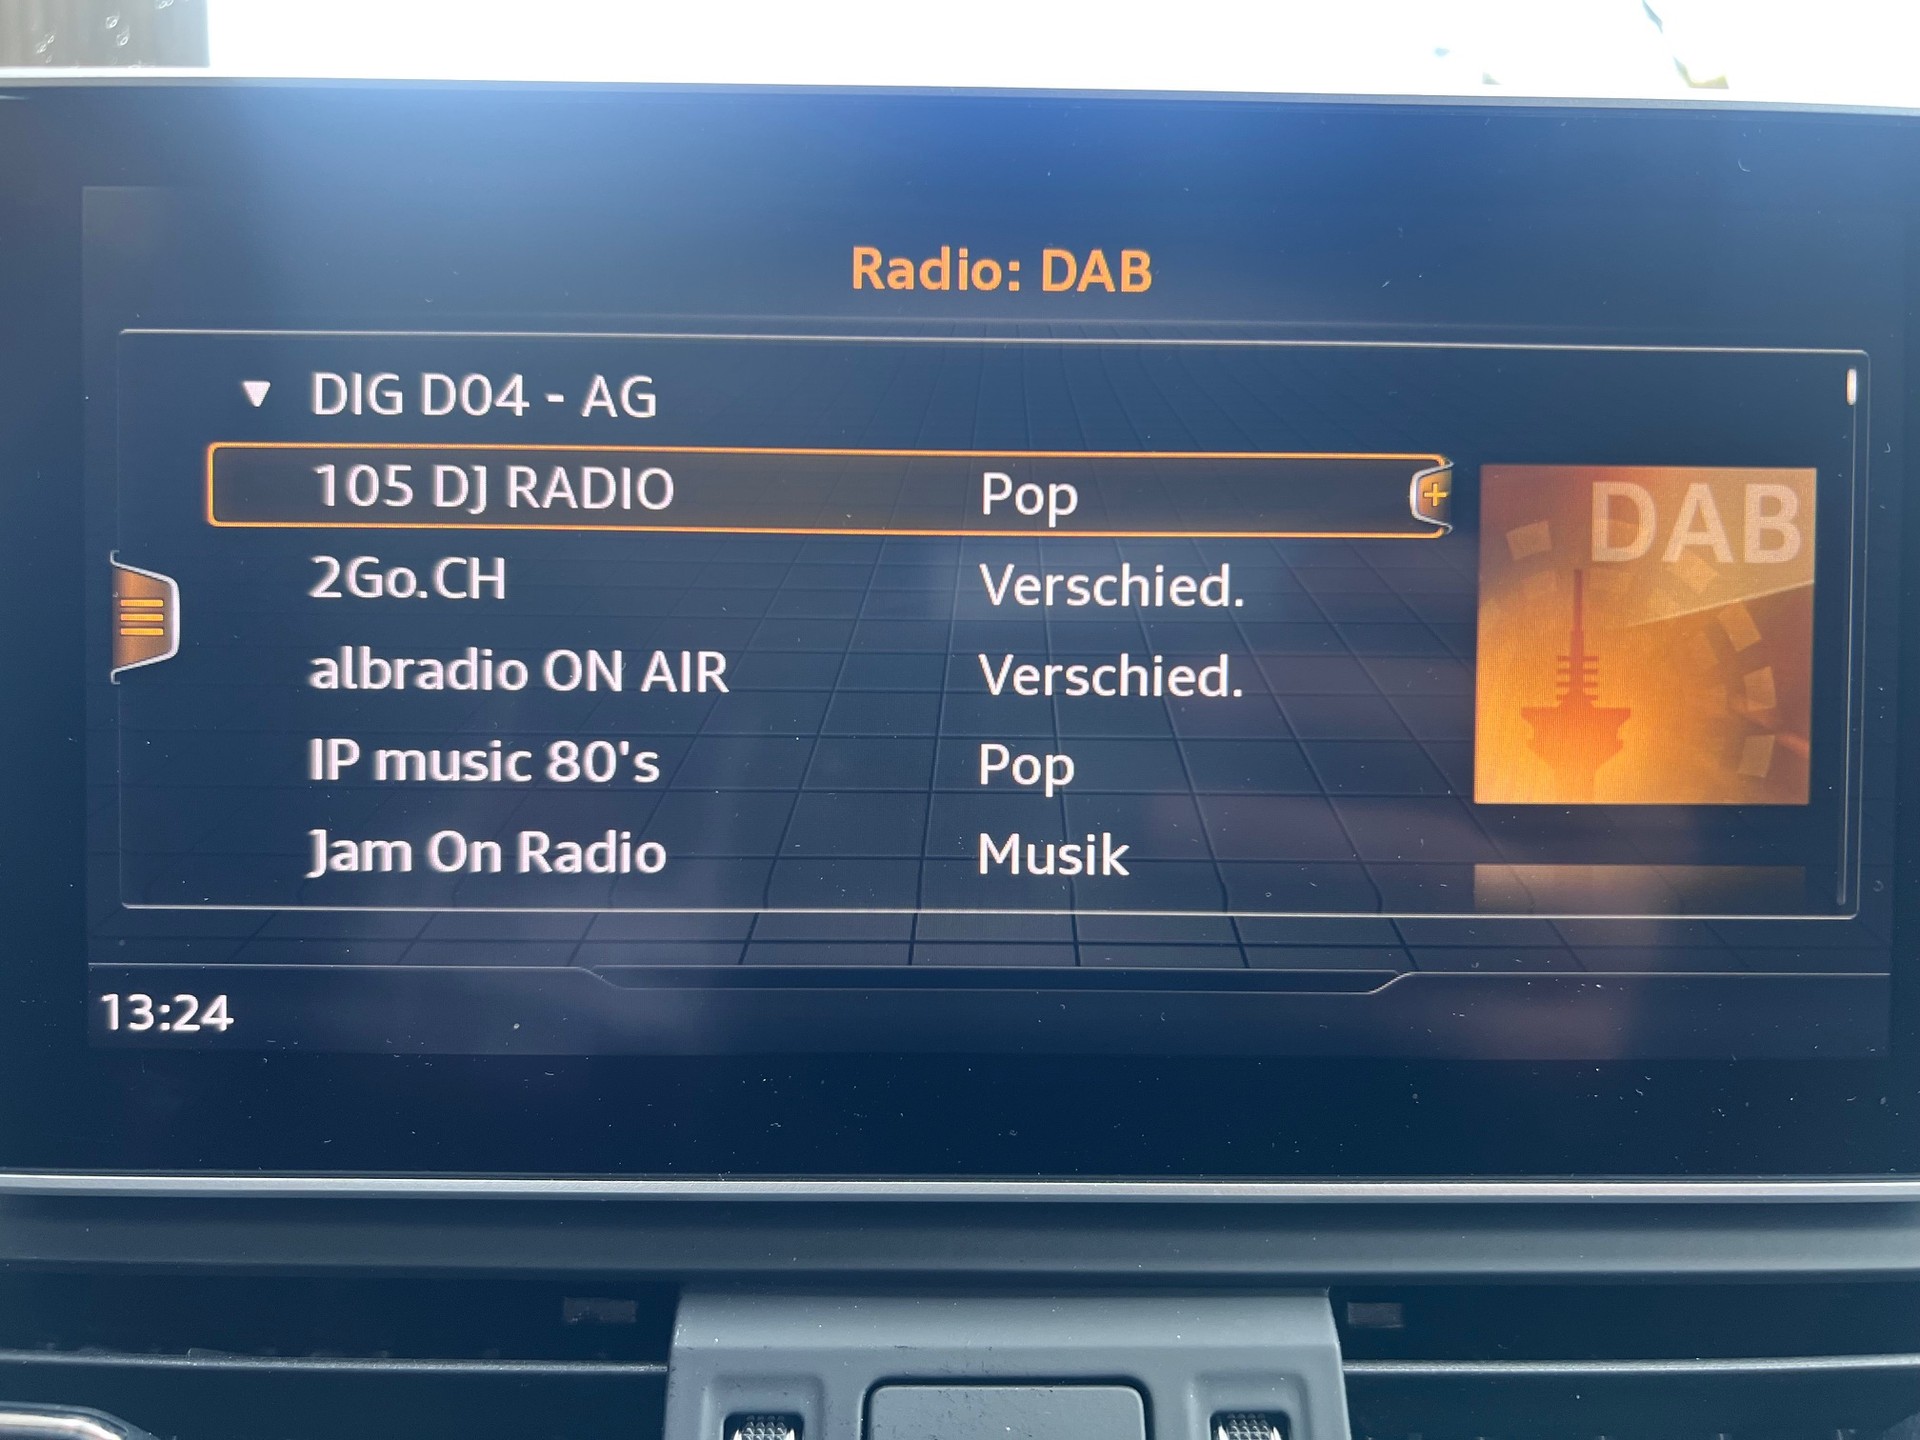 Radio: DAB
DIG D04 - AG
105 DJ RADIO Pop
DAB
2Go.CH Verschied.
albradio ON AIR Verschied.
IP music 80's Pop
Jam On Radio Musik
13:24